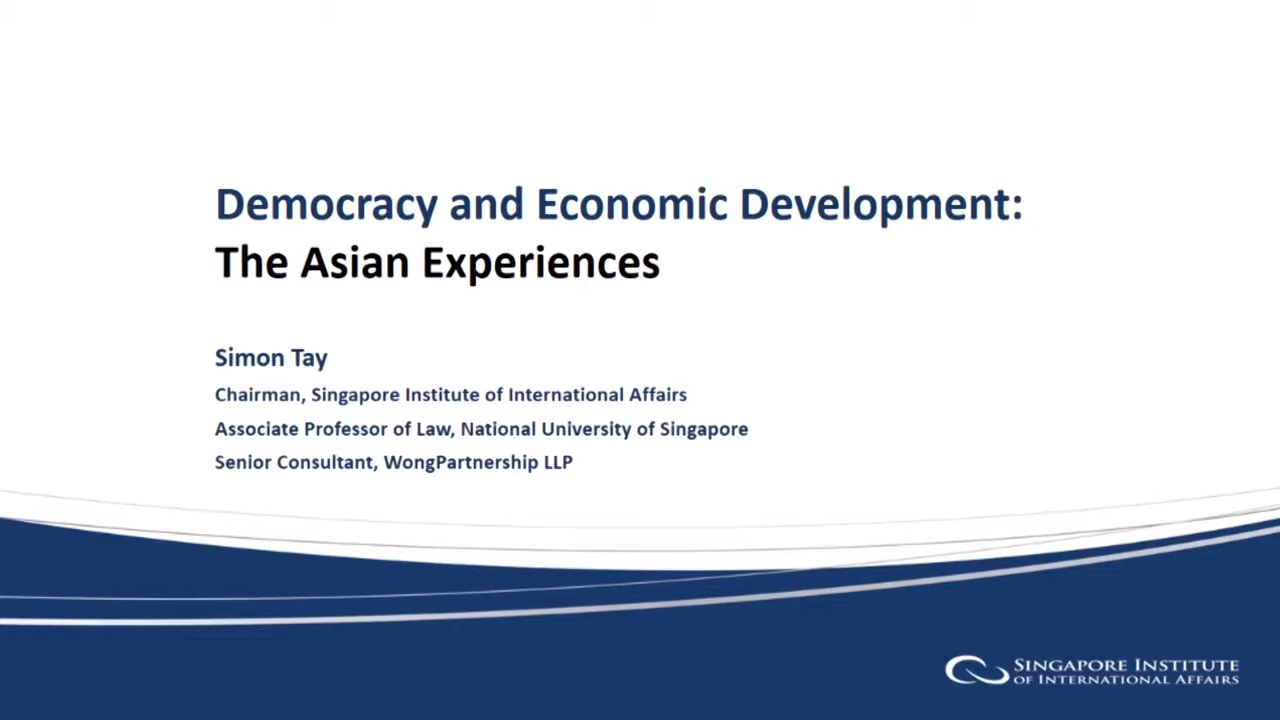 Democracy and Economic Development:
The Asian Experiences
Simon Tay
Chairman, Singapore Institute of International Affairs
Associate Professor of Law, National University of Singapore
Senior Consultant, WongPartnership LLP
SINGAPORE INSTITUTE
OF INTERNATIONAL AFFAIRS